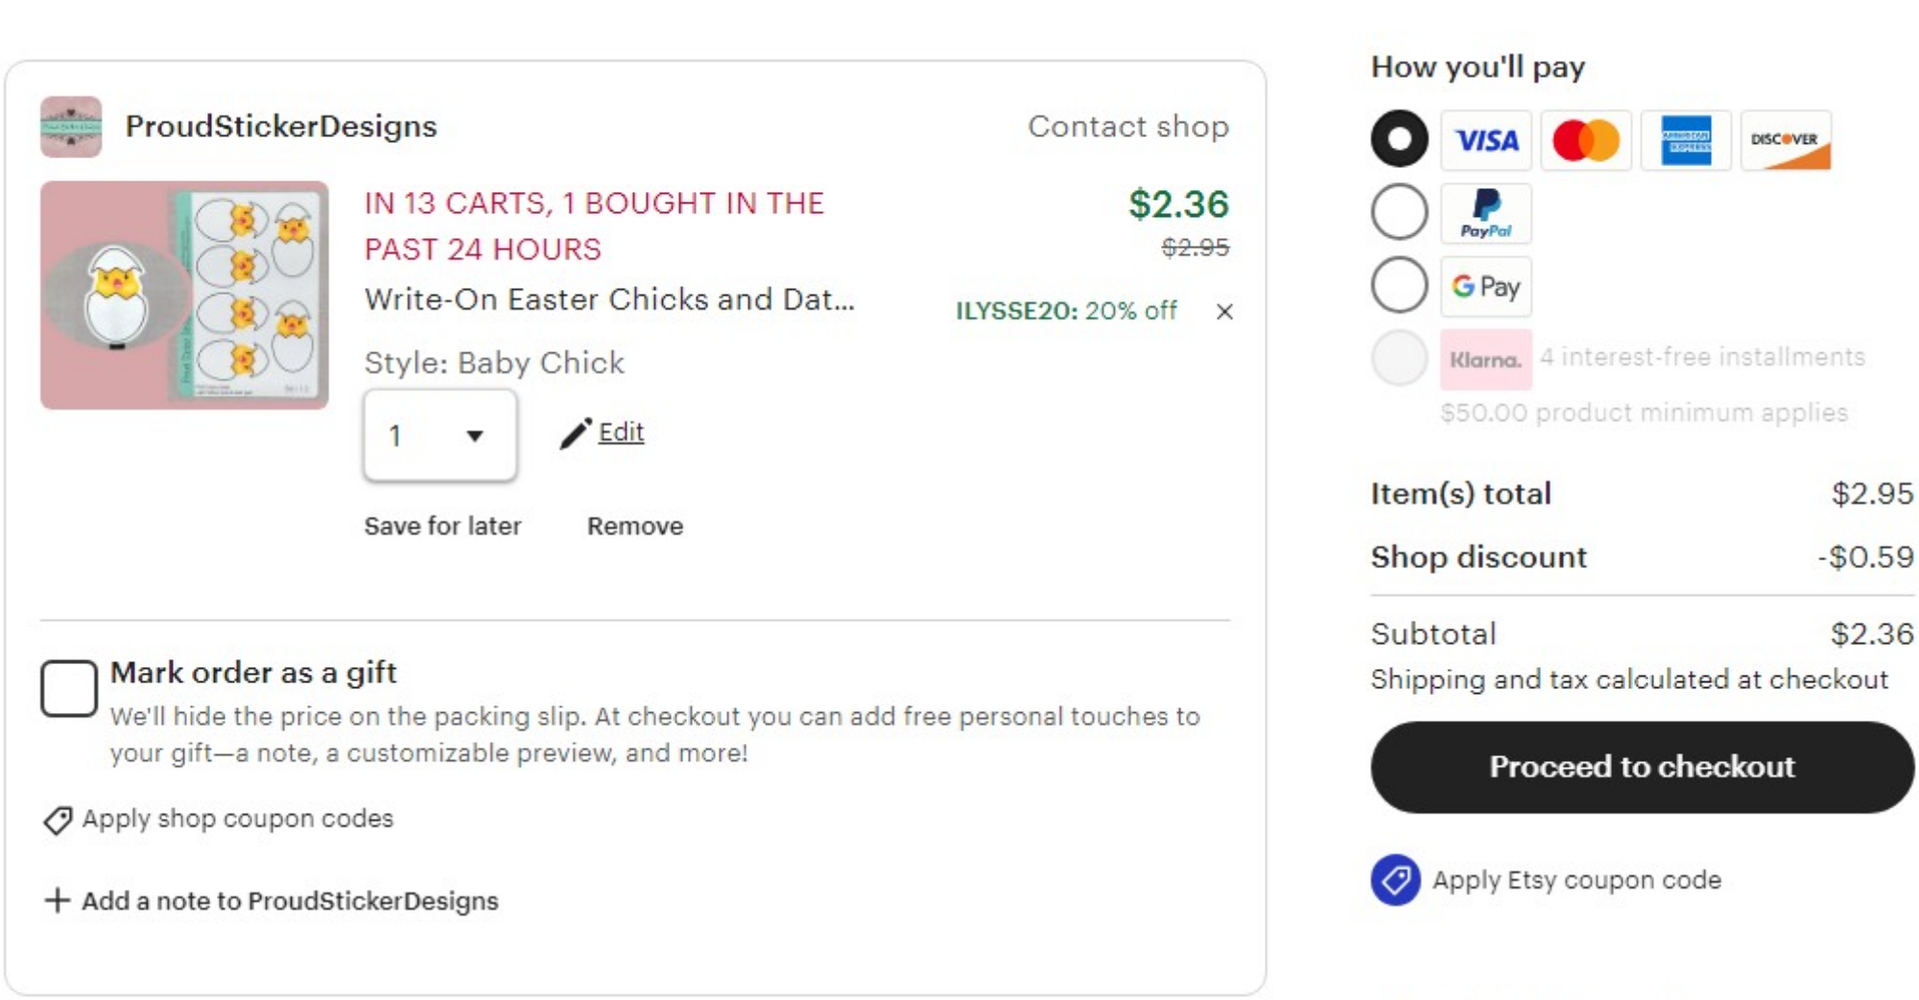 ProudStickerDesigns
Contact shop
IN 13 CARTS, 1 BOUGHT IN THE
PAST 24 HOURS
$2.36
$2.95
Write-On Easter Chicks and Dat...
ILYSSE20: 20% off
Style: Baby Chick
1
Edit
Save for later
Remove
Mark order as a gift
We'll hide the price on the packing slip. At checkout you can add free personal touches to
your gift—a note, a customizable preview, and more!
Apply shop coupon codes
Add a note to ProudStickerDesigns
How you'll pay
VISA
AMERICAN
EXPRESS
DISCOVER
PayPal
G Pay
Klarna.
4 interest-free installments
$50.00 product minimum applies
Item(s) total
$2.95
Shop discount
-$0.59
Subtotal
$2.36
Shipping and tax calculated at checkout
Proceed to checkout
Apply Etsy coupon code